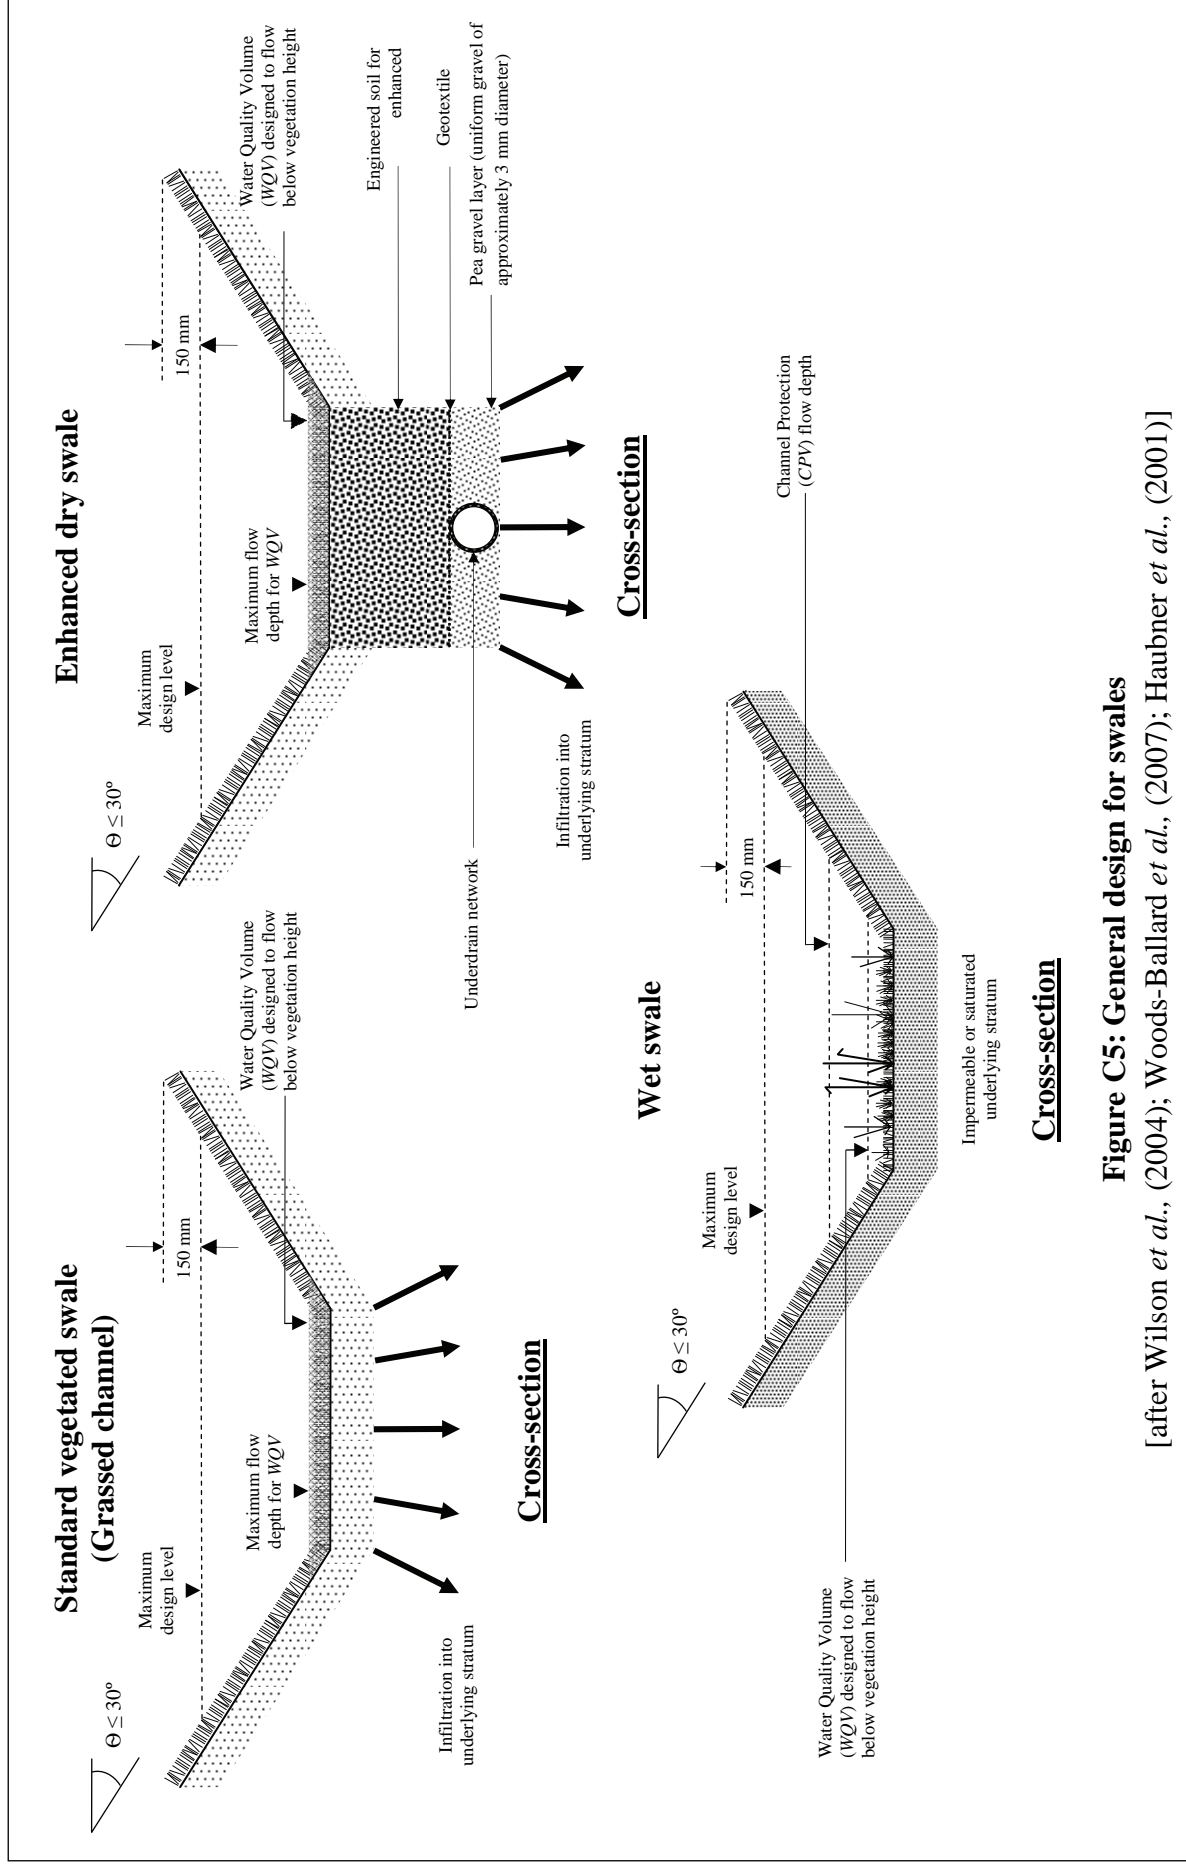 Standard vegetated swale
(Grassed channel)
Θ ≤ 30º
Maximum
design level
150 mm
Maximum flow
depth for WQV
Water Quality Volume
(WQV) designed to flow
below vegetation height
Infiltration into
underlying stratum
Cross-section
Enhanced dry swale
Θ ≤ 30º
Maximum
design level
150 mm
Maximum flow
depth for WQV
Water Quality Volume
(WQV) designed to flow
below vegetation height
Engineered soil for
enhanced
Geotextile
Pea gravel layer (uniform gravel of
approximately 3 mm diameter)
Underdrain network
Infiltration into
underlying stratum
Cross-section
Wet swale
Θ ≤ 30º
Maximum
design level
150 mm
Channel Protection
(CPV) flow depth
Water Quality Volume
(WQV) designed to flow
below vegetation height
Impermeable or saturated
underlying stratum
Cross-section
Figure C5: General design for swales
[after Wilson et al., (2004); Woods-Ballard et al., (2007); Haubner et al., (2001)]